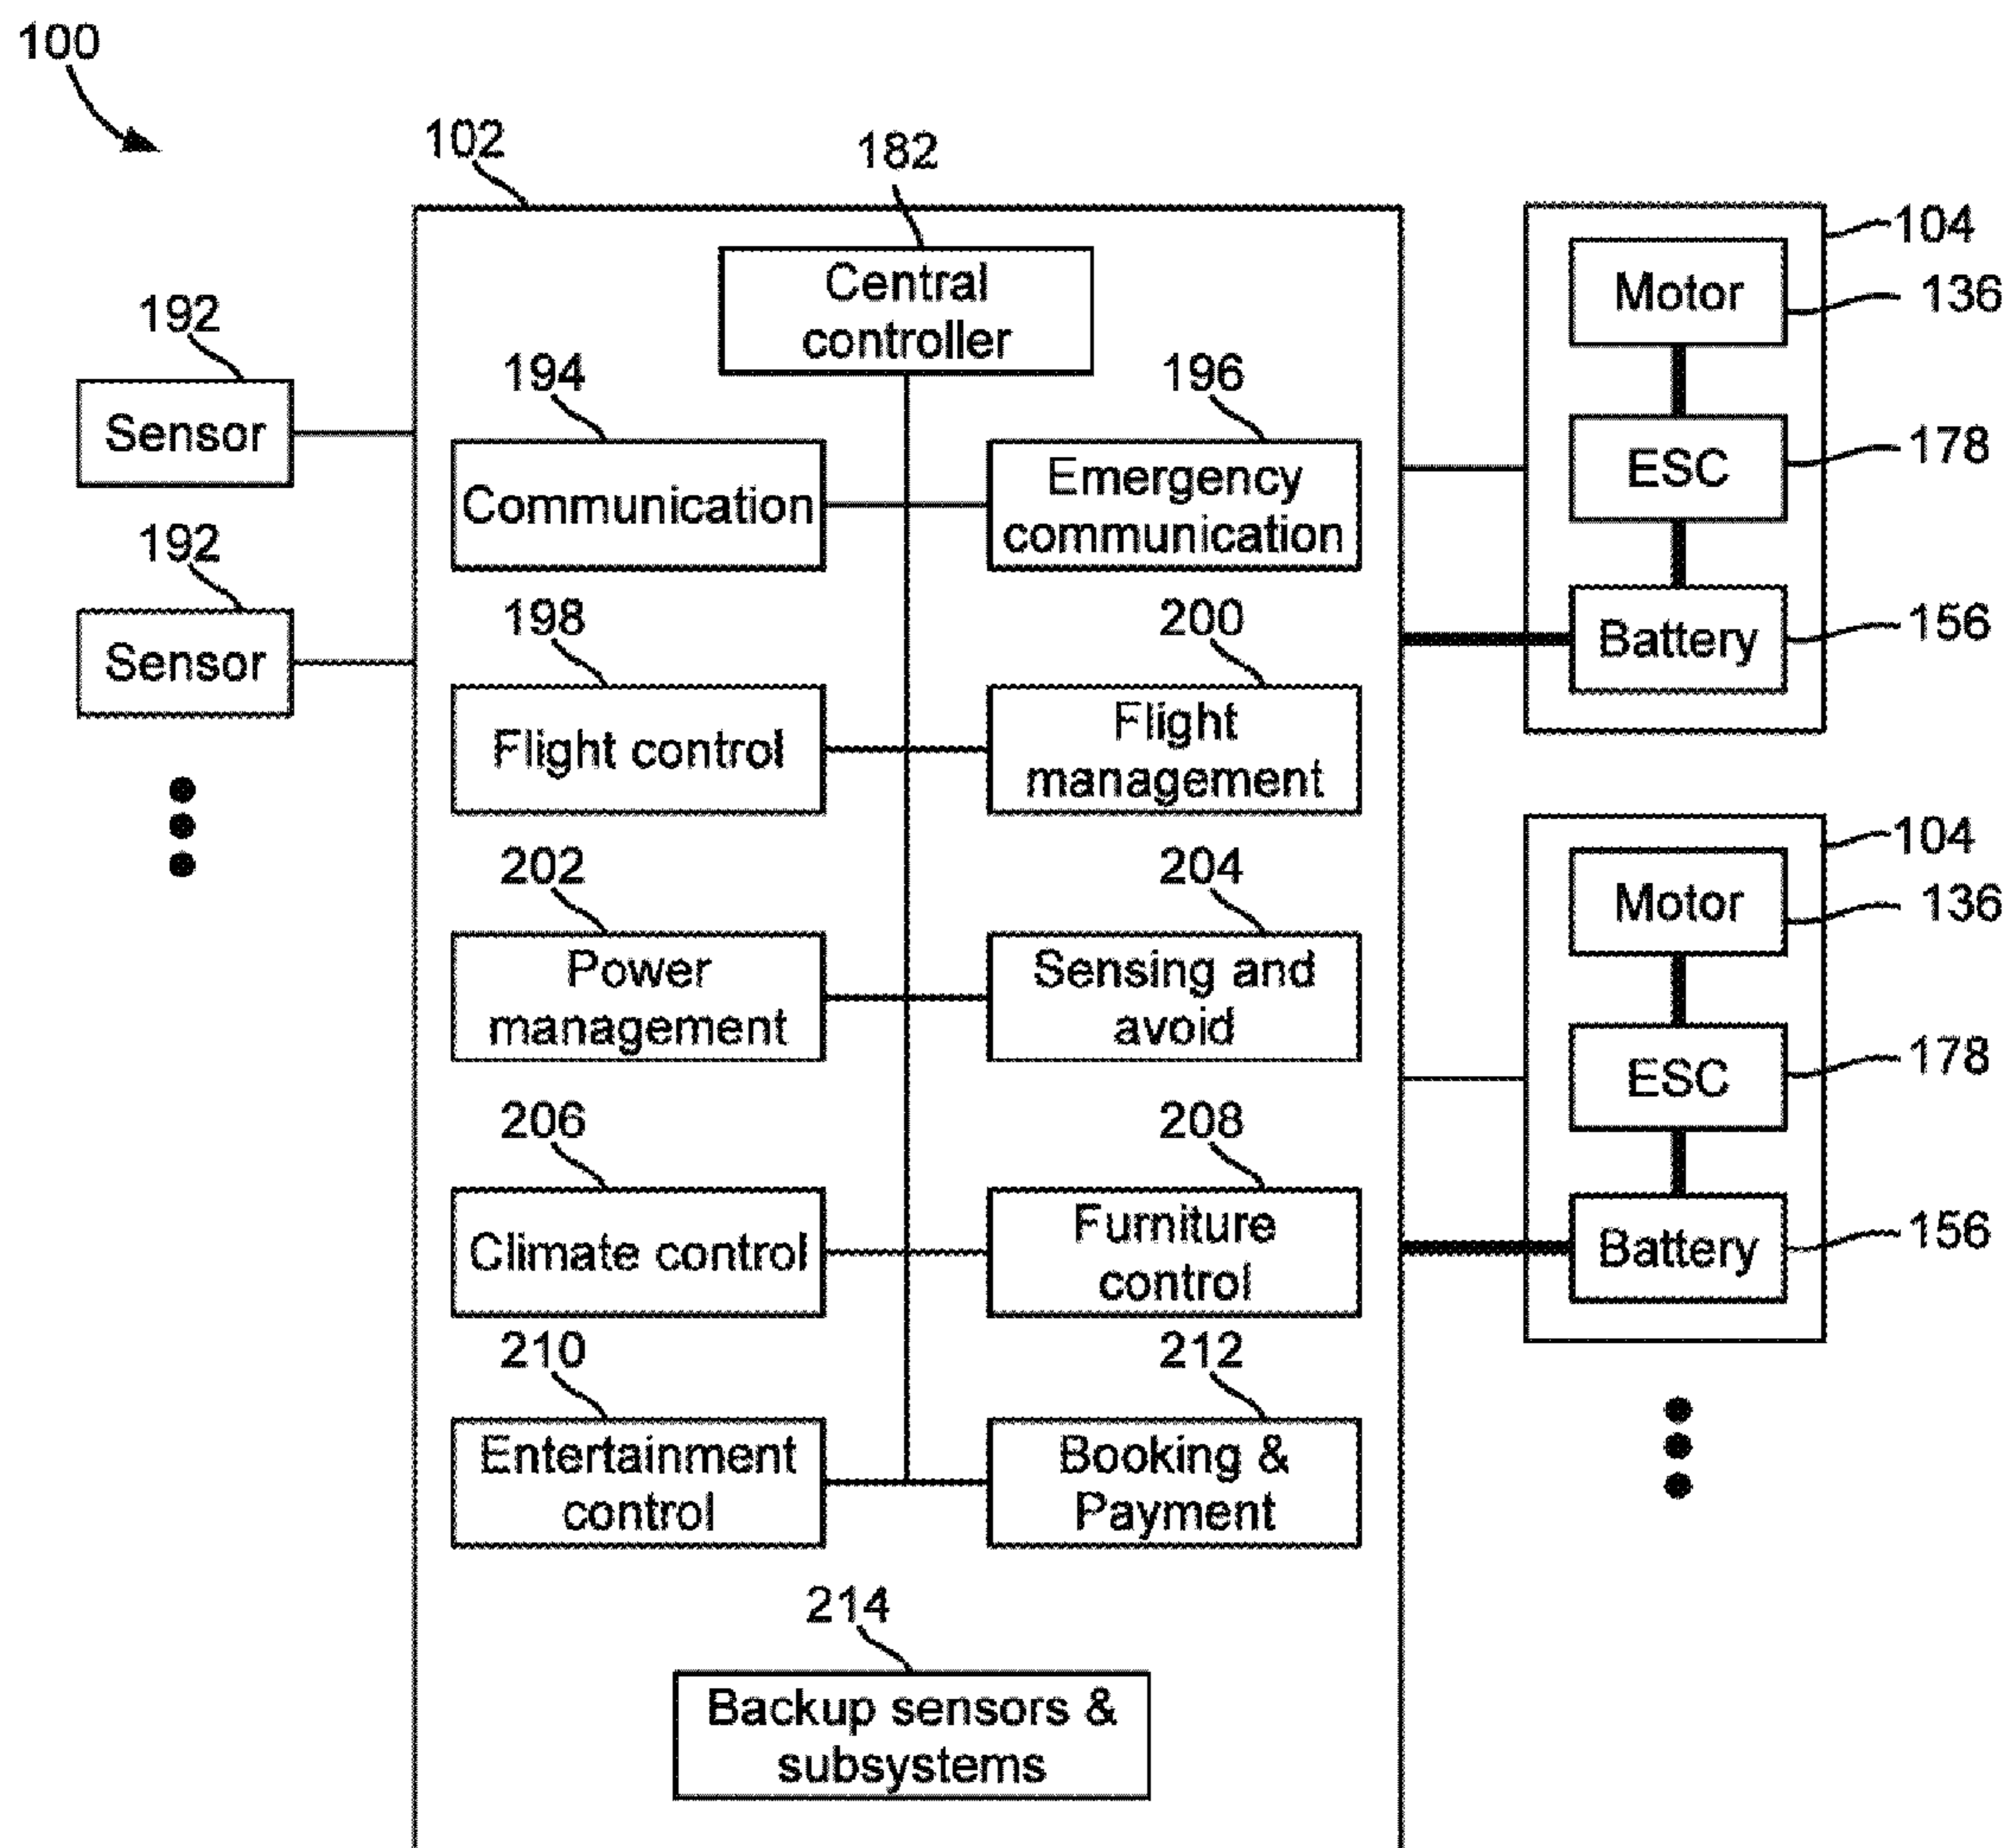 100
102
182
Central
controller
104
Motor
136
192
Sensor
194
Communication
196
Emergency
communication
ESC
178
192
Sensor
198
Flight control
200
Flight
management
Battery
156
202
Power
management
204
Sensing and
avoid
104
Motor
136
206
Climate control
208
Furniture
control
ESC
178
Battery
156
210
Entertainment
control
212
Booking &
Payment
214
Backup sensors &
subsystems